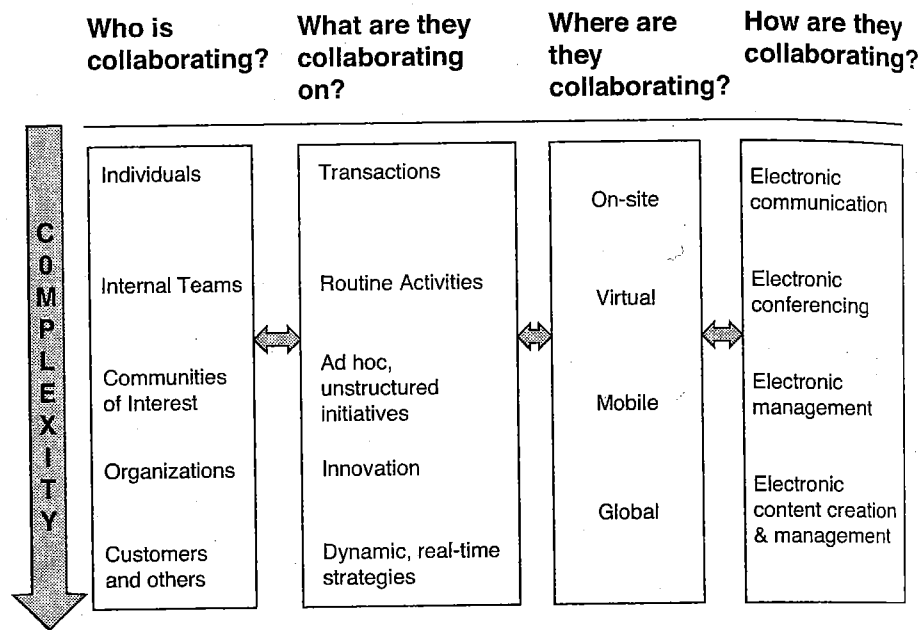 Who is
collaborating?
What are they
collaborating
on?
Where are
they
collaborating?
How are they
collaborating?
COMPLEXITY
Individuals
Internal Teams
Communities
of Interest
Organizations
Customers
and others
Transactions
Routine Activities
Ad hoc,
unstructured
initiatives
Innovation
Dynamic, real-time
strategies
On-site
Virtual
Mobile
Global
Electronic
communication
Electronic
conferencing
Electronic
management
Electronic
content creation
& management